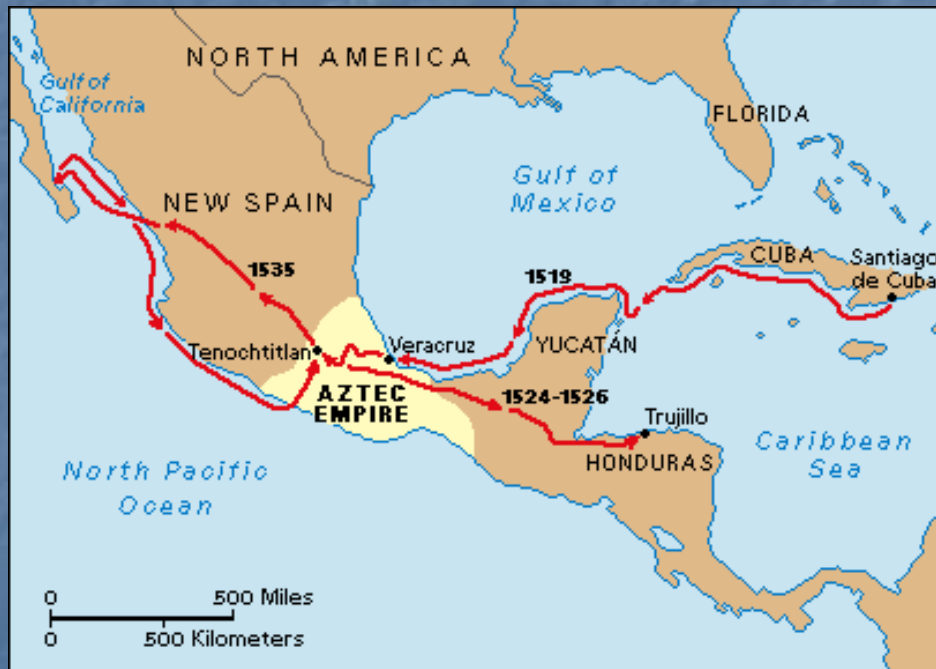 NORTH AMERICA
Gulf of
California
FLORIDA
Gulf of
Mexico
NEW SPAIN
CUBA
Santiago
de Cuba
1535
1519
Tenochtitlan
Veracruz
YUCATÁN
AZTEC
EMPIRE
1524-1526
Trujillo
HONDURAS
Caribbean
Sea
North Pacific
Ocean
0 500 Miles
0 500 Kilometers